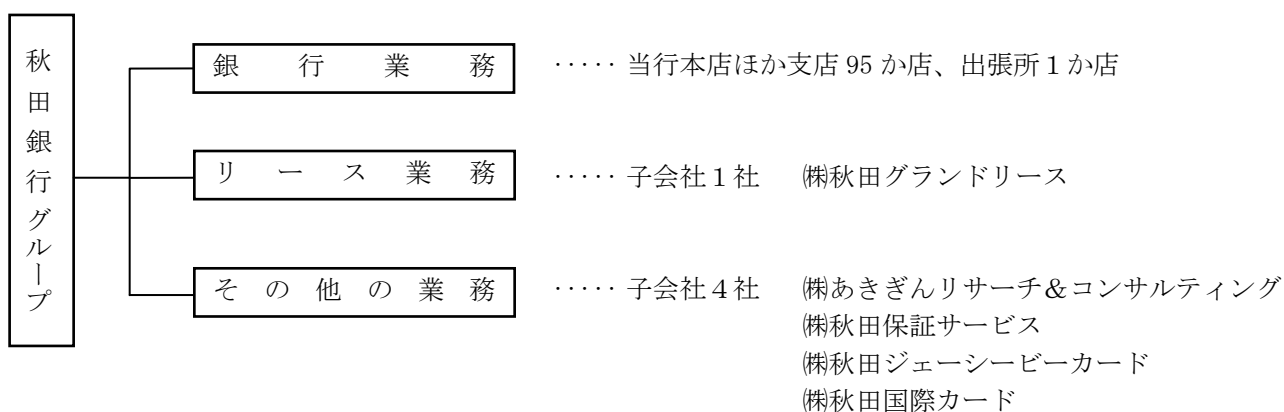 秋田銀行グループ
銀行業務 ····· 当行本店ほか支店 95 か店、出張所１か店
リース業務 ····· 子会社１社 ㈱秋田グランドリース
その他の業務 ····· 子会社４社 ㈱あきぎんリサーチ＆コンサルティング
㈱秋田保証サービス
㈱秋田ジェーシービーカード
㈱秋田国際カード